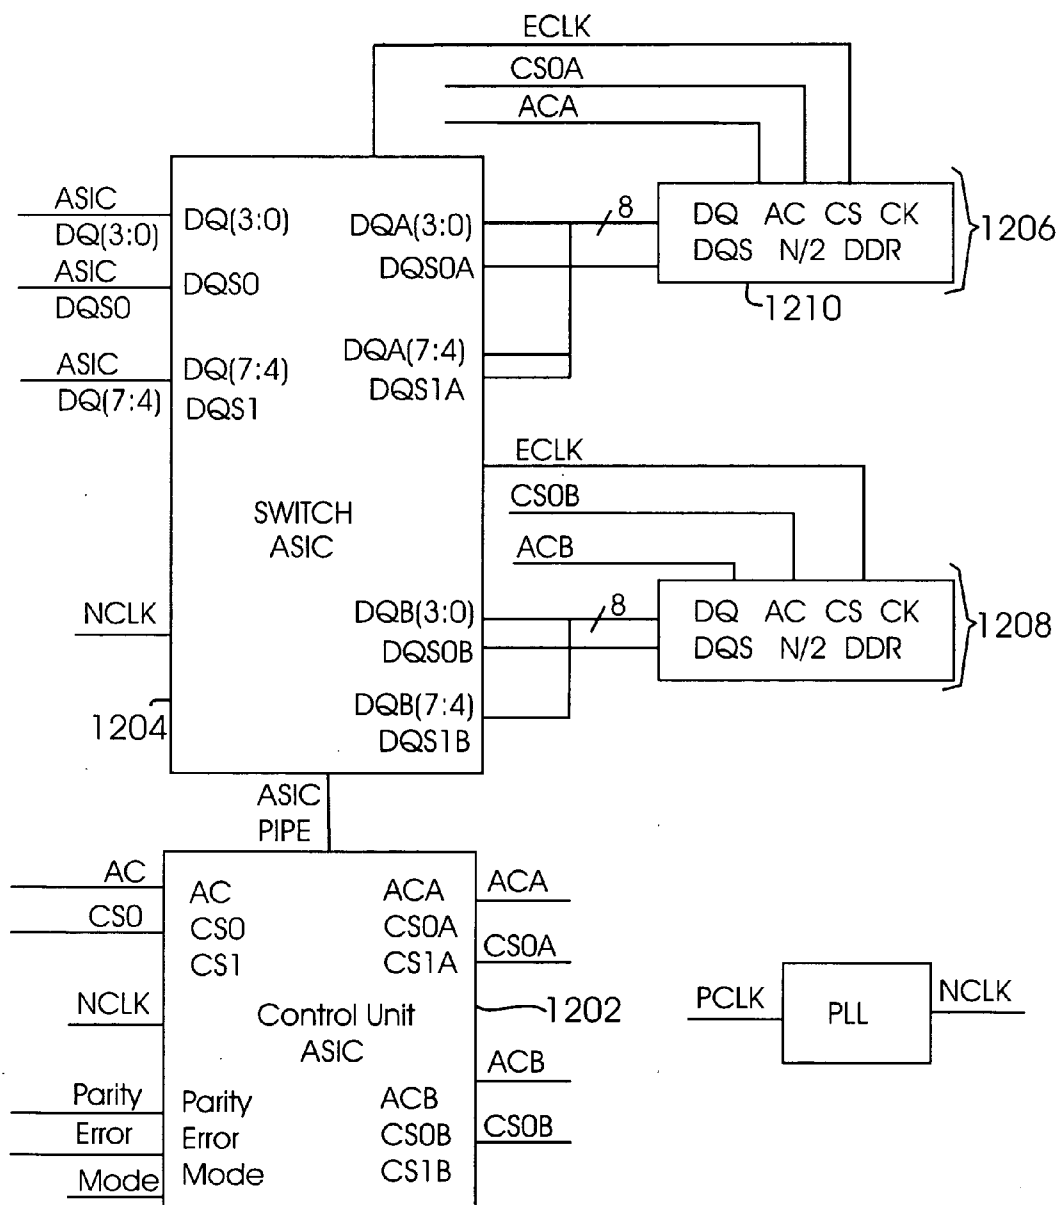 ECLK
CS0A
ACA
ASIC
DQ(3:0)
ASIC
DQS0
ASIC
DQ(7:4)
DQ(3:0)
DQS0
DQ(7:4)
DQS1
DQA(3:0)
DQS0A
DQA(7:4)
DQS1A
8
DQ AC CS CK
DQS N/2 DDR
1206
1210
SWITCH
ASIC
ECLK
CS0B
ACB
NCLK
1204
DQB(3:0)
DQS0B
DQB(7:4)
DQS1B
8
DQ AC CS CK
DQS N/2 DDR
1208
ASIC
PIPE
AC
CS0
NCLK
Parity
Error
Mode
AC
CS0
CS1
ACA
CS0A
CS1A
Control Unit
ASIC
Parity
Error
Mode
ACB
CS0B
CS1B
ACA
CS0A
1202
ACB
CS0B
PCLK
PLL
NCLK